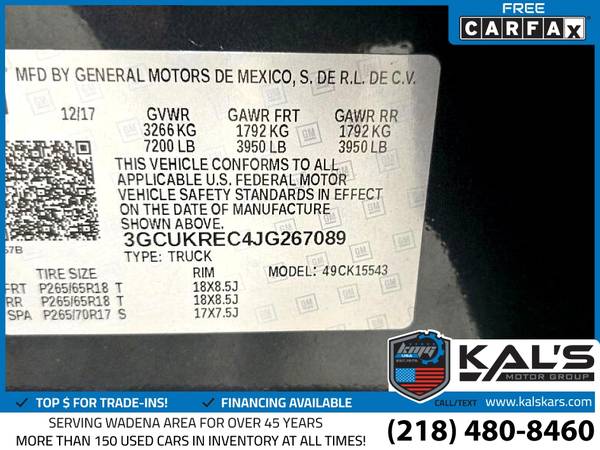 FREE
CARFAX
MFD BY GENERAL MOTORS DE MEXICO, S. DE R.L. DE C.V.
12/17 GVWR GAWR FRT GAWR RR
3266 KG 1792 KG 1792 KG
7200 LB 3950 LB 3950 LB
THIS VEHICLE CONFORMS TO ALL
APPLICABLE U.S. FEDERAL MOTOR
VEHICLE SAFETY STANDARDS IN EFFECT
ON THE DATE OF MANUFACTURE
3GCUKREC4JG267089
TYPE: TRUCK MODEL: 49CK15543
TIRE SIZE RIM
FRT P265/65R18 T 18X8.5J
RR P265/65R18 T 18X8.5J
SPA P265/70R17 S 17X7.5J
KMG
USA
KAL'S
MOTOR GROUP
CALL/TEXT www.kalskars.com
TOP $ FOR TRADE-INS! FINANCING AVAILABLE
SERVING WADENA AREA FOR OVER 45 YEARS
MORE THAN 150 USED CARS IN INVENTORY AT ALL TIMES!
(218) 480-8460